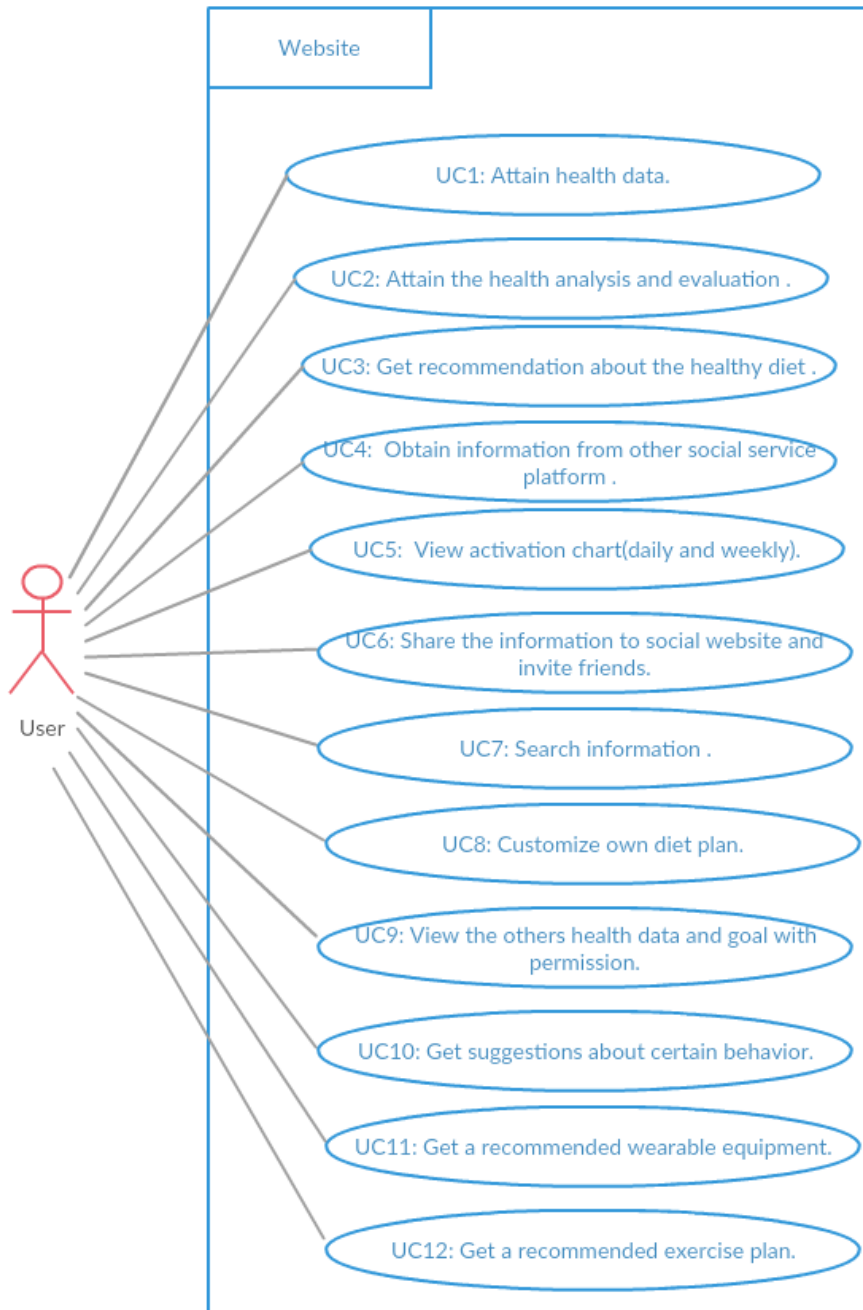 Website
UC1: Attain health data.
UC2: Attain the health analysis and evaluation .
UC3: Get recommendation about the healthy diet .
UC4:  Obtain information from other social service
platform .
UC5:  View activation chart(daily and weekly).
UC6: Share the information to social website and
invite friends.
User
UC7: Search information .
UC8: Customize own diet plan.
UC9: View the others health data and goal with
permission.
UC10: Get suggestions about certain behavior.
UC11: Get a recommended wearable equipment.
UC12: Get a recommended exercise plan.